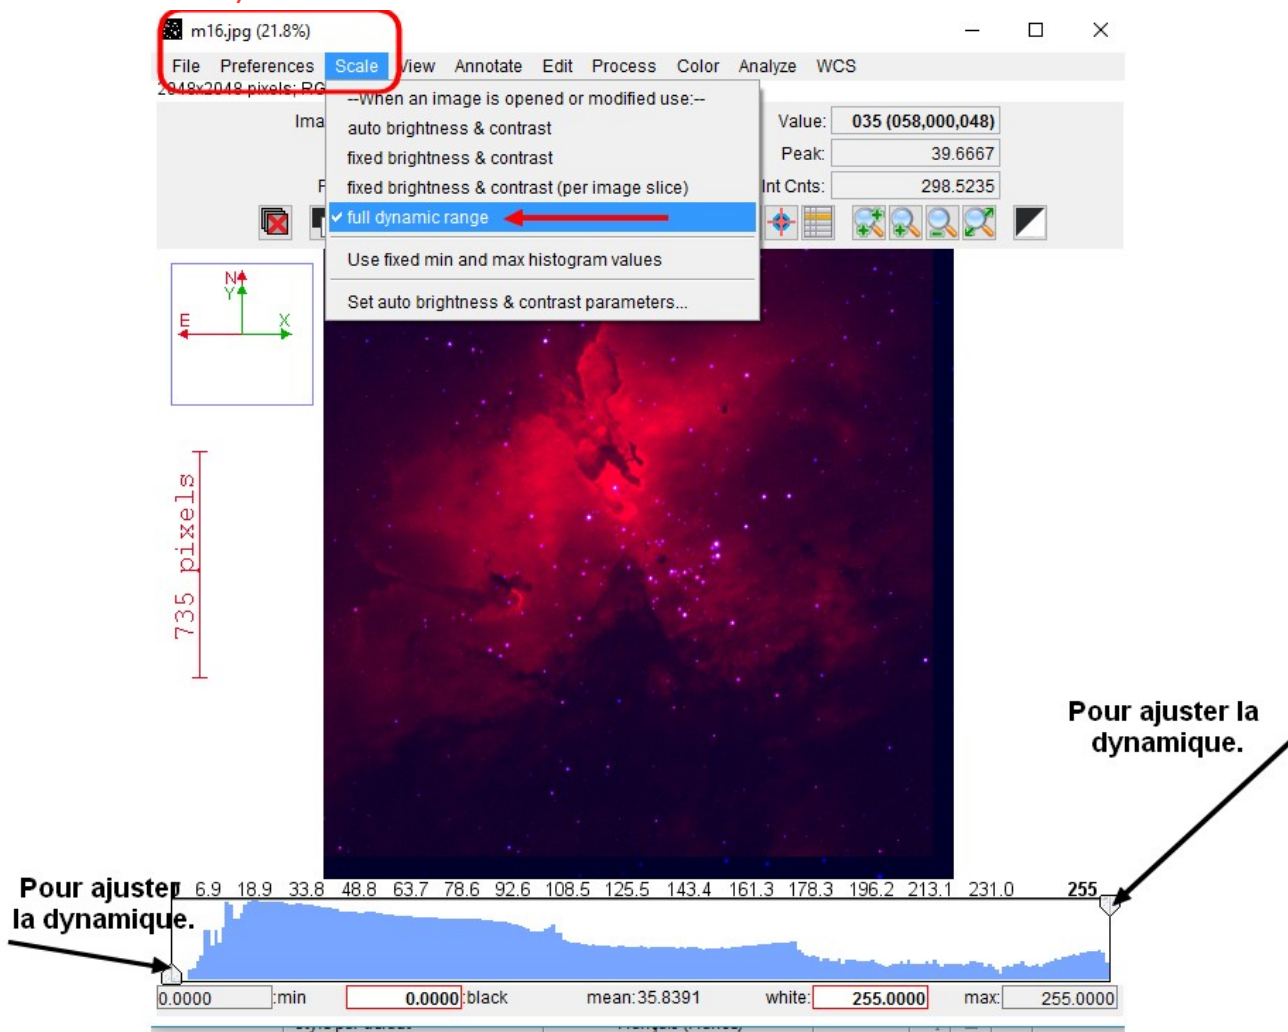 m16.jpg (21.8%)
File Preferences Scale View Annotate Edit Process Color Analyze WCS
2048x2048 pixels; RG
--When an image is opened or modified use:--
auto brightness & contrast
fixed brightness & contrast
fixed brightness & contrast (per image slice)
full dynamic range
Use fixed min and max histogram values
Set auto brightness & contrast parameters...
Ima
Value: 035 (058,000,048)
Peak: 39.6667
Int Cnts: 298.5235
N
Y
E X
735 pixels
Pour ajuster la
dynamique.
Pour ajuster
la dynamique.
6.9 18.9 33.8 48.8 63.7 78.6 92.6 108.5 125.5 143.4 161.3 178.3 196.2 213.1 231.0 255
0.0000 :min 0.0000 :black mean:35.8391 white: 255.0000 max: 255.0000